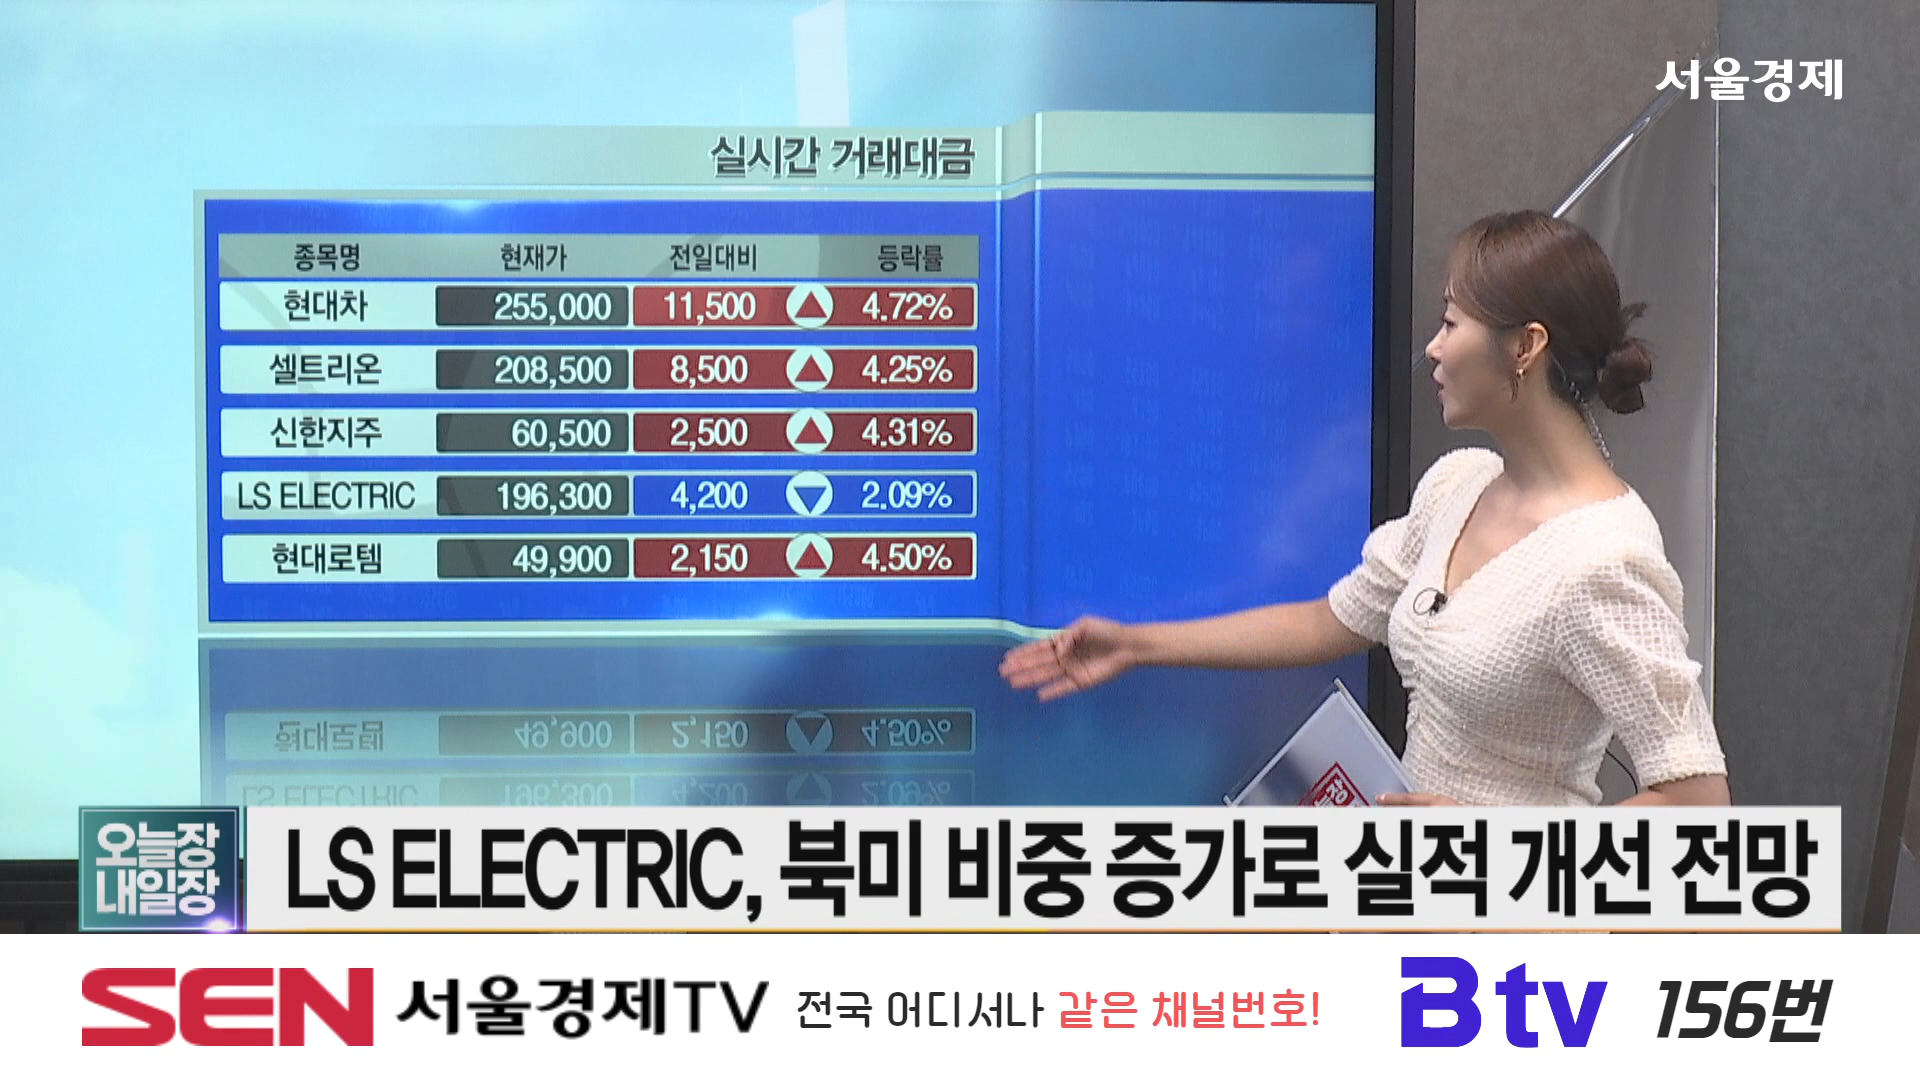 서울경제
실시간 거래대금
종목명 현재가 전일대비 등락률
현대차 255,000 11,500 ▲ 4.72%
셀트리온 208,500 8,500 ▲ 4.25%
신한지주 60,500 2,500 ▲ 4.31%
LS ELECTRIC 196,300 4,200 ▼ 2.09%
현대로템 49,900 2,150 ▲ 4.50%
오늘장
내일장
LS ELECTRIC, 북미 비중 증가로 실적 개선 전망
SEN 서울경제TV 전국 어디서나 같은 채널번호! B tv 156번